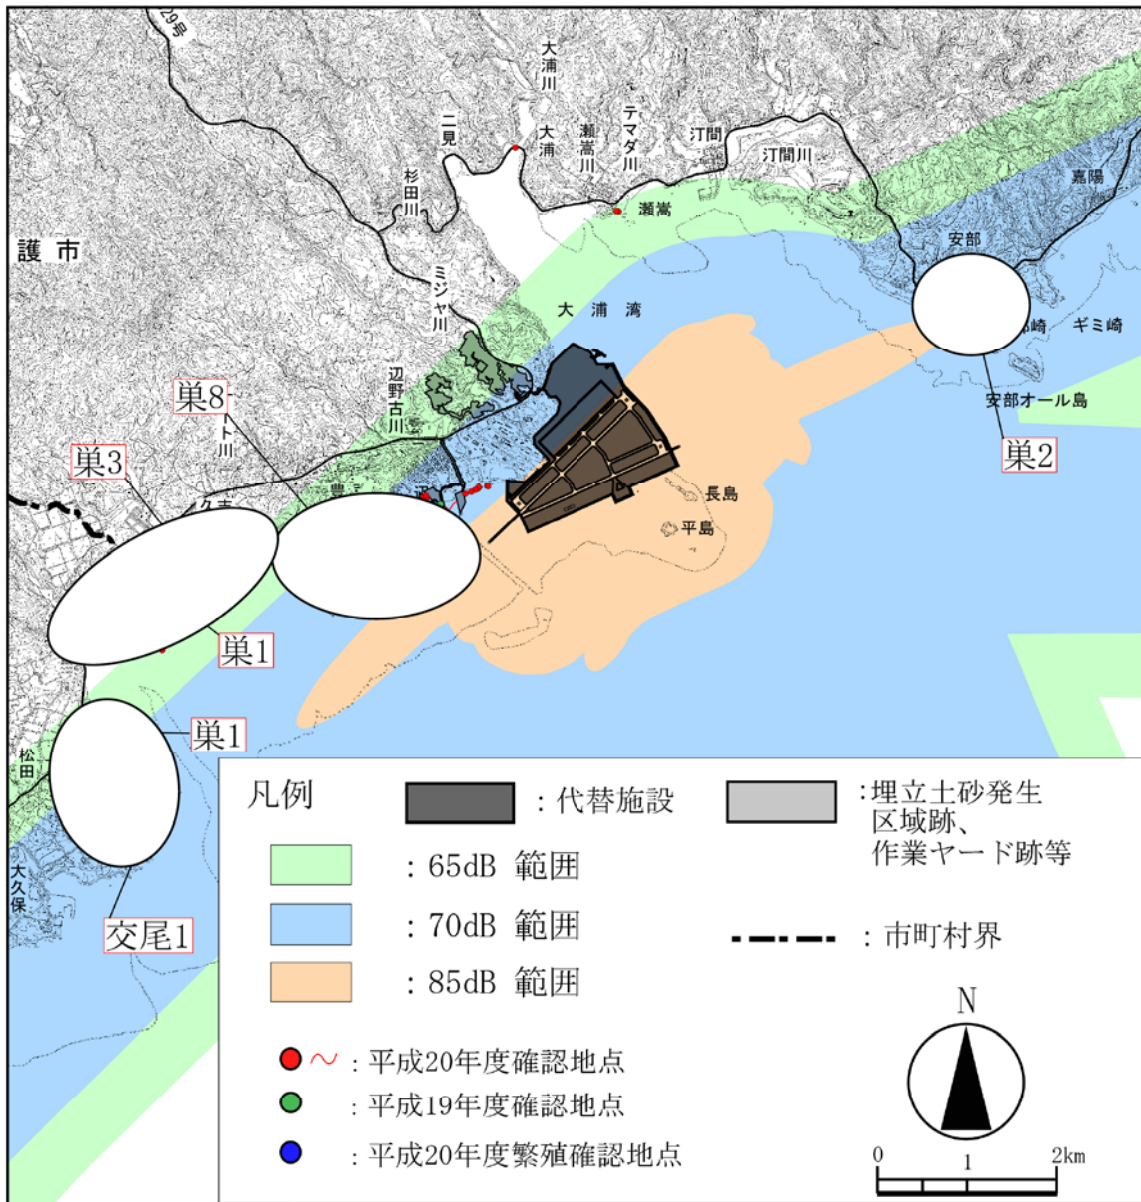 29号
大浦川
二見
大浦
瀬嵩川
テマダ川
汀間
汀間川
嘉陽
杉田川
瀬嵩
護市
安部
ミジャ川
大浦湾
ギミ崎
辺野古川
安部オール島
巣8
ト川
巣3
巣2
長島
平島
巣1
巣1
松田
大久保
交尾1
凡例
：代替施設
：埋立土砂発生
区域跡、
作業ヤード跡等
：65dB 範囲
：70dB 範囲
：市町村界
：85dB 範囲
N
：平成20年度確認地点
：平成19年度確認地点
：平成20年度繁殖確認地点
0 1 2km